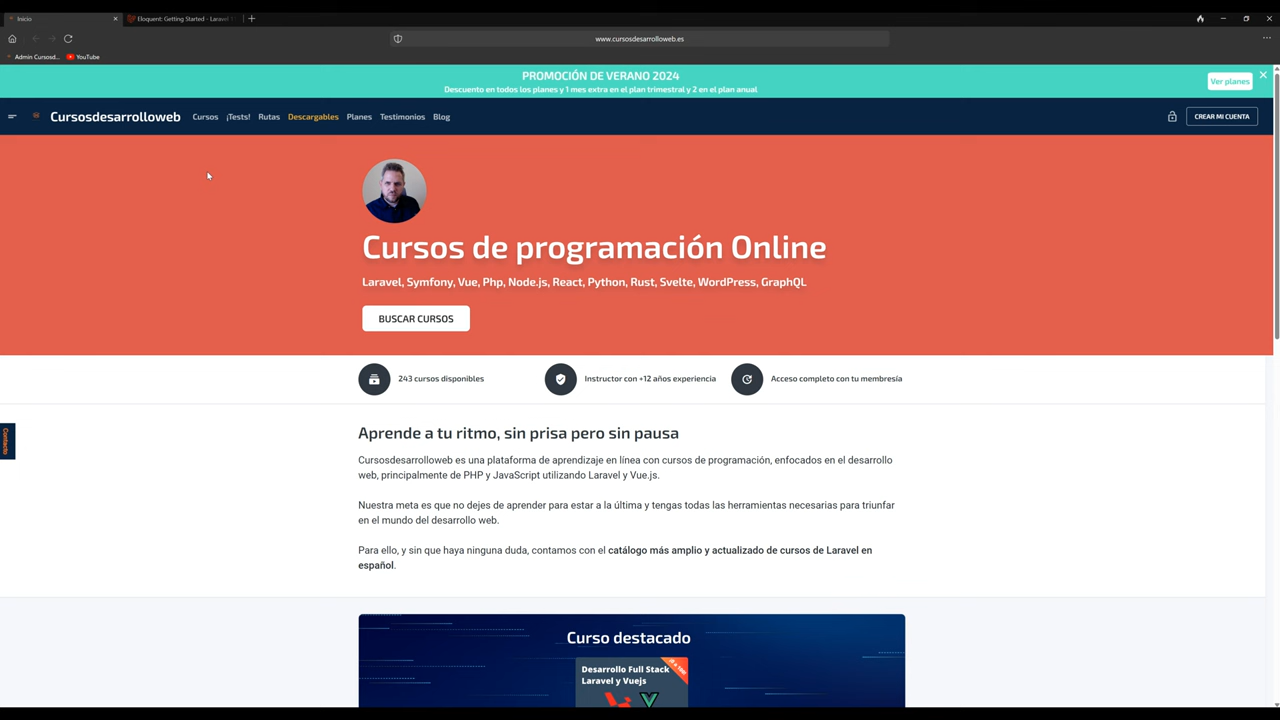 Inicio
Eloquent: Getting Started - Laravel
www.cursosdesarrolloweb.es
Admin Cursosd...
YouTube
PROMOCIÓN DE VERANO 2024
Descuento en todos los planes y 1 mes extra en el plan trimestral y 2 en el plan anual
Ver planes
Cursosdesarrolloweb
Cursos
¡Tests!
Rutas
Descargables
Planes
Testimonios
Blog
CREAR MI CUENTA
Cursos de programación Online
Laravel, Symfony, Vue, Php, Node.js, React, Python, Rust, Svelte, WordPress, GraphQL
BUSCAR CURSOS
243 cursos disponibles
Instructor con +12 años experiencia
Acceso completo con tu membresía
Contacto
Aprende a tu ritmo, sin prisa pero sin pausa
Cursosdesarrolloweb es una plataforma de aprendizaje en línea con cursos de programación, enfocados en el desarrollo
web, principalmente de PHP y JavaScript utilizando Laravel y Vue.js.
Nuestra meta es que no dejes de aprender para estar a la última y tengas todas las herramientas necesarias para triunfar
en el mundo del desarrollo web.
Para ello, y sin que haya ninguna duda, contamos con el catálogo más amplio y actualizado de cursos de Laravel en
español.
Curso destacado
Desarrollo Full Stack
Laravel y Vuejs